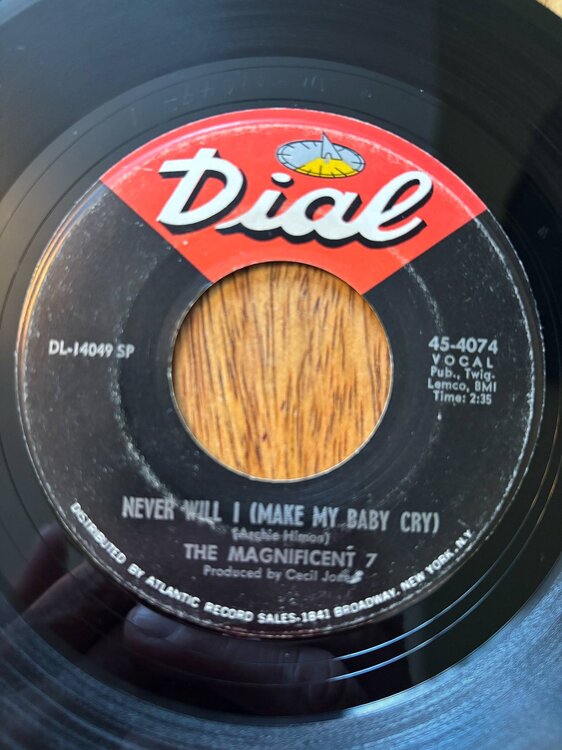 Dial
DL-14049 SP
45-4074
VOCAL
Pub., Twig-
Lemco, BMI
Time: 2:35
NEVER WILL I (MAKE MY BABY CRY)
(Archie Himon)
THE MAGNIFICENT 7
Produced by Cecil Jones
DISTRIBUTED BY ATLANTIC RECORD SALES-1841 BROADWAY, NEW YORK, N.Y.